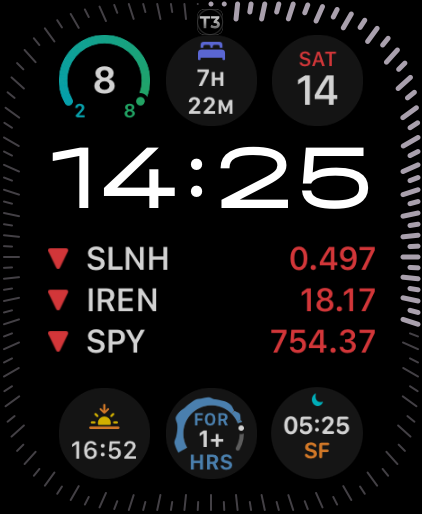 T3
8
2 8
7H
22M
SAT
14
14:25
SLNH 0.497
IREN 18.17
SPY 754.37
16:52
FOR
1+
HRS
05:25
SF